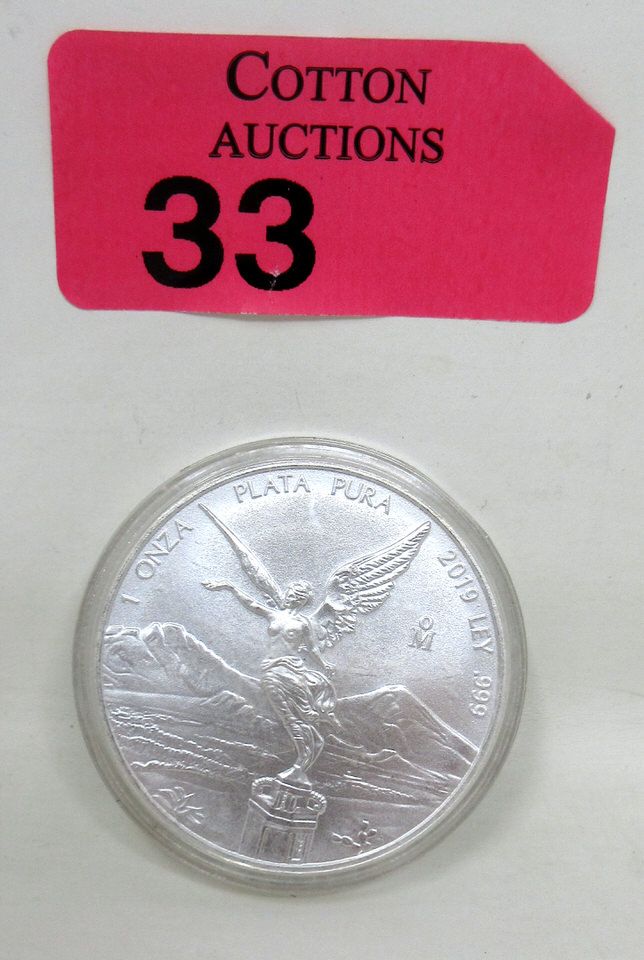 COTTON
AUCTIONS
33
1 ONZA PLATA PURA 2019 LEY .999
Mo